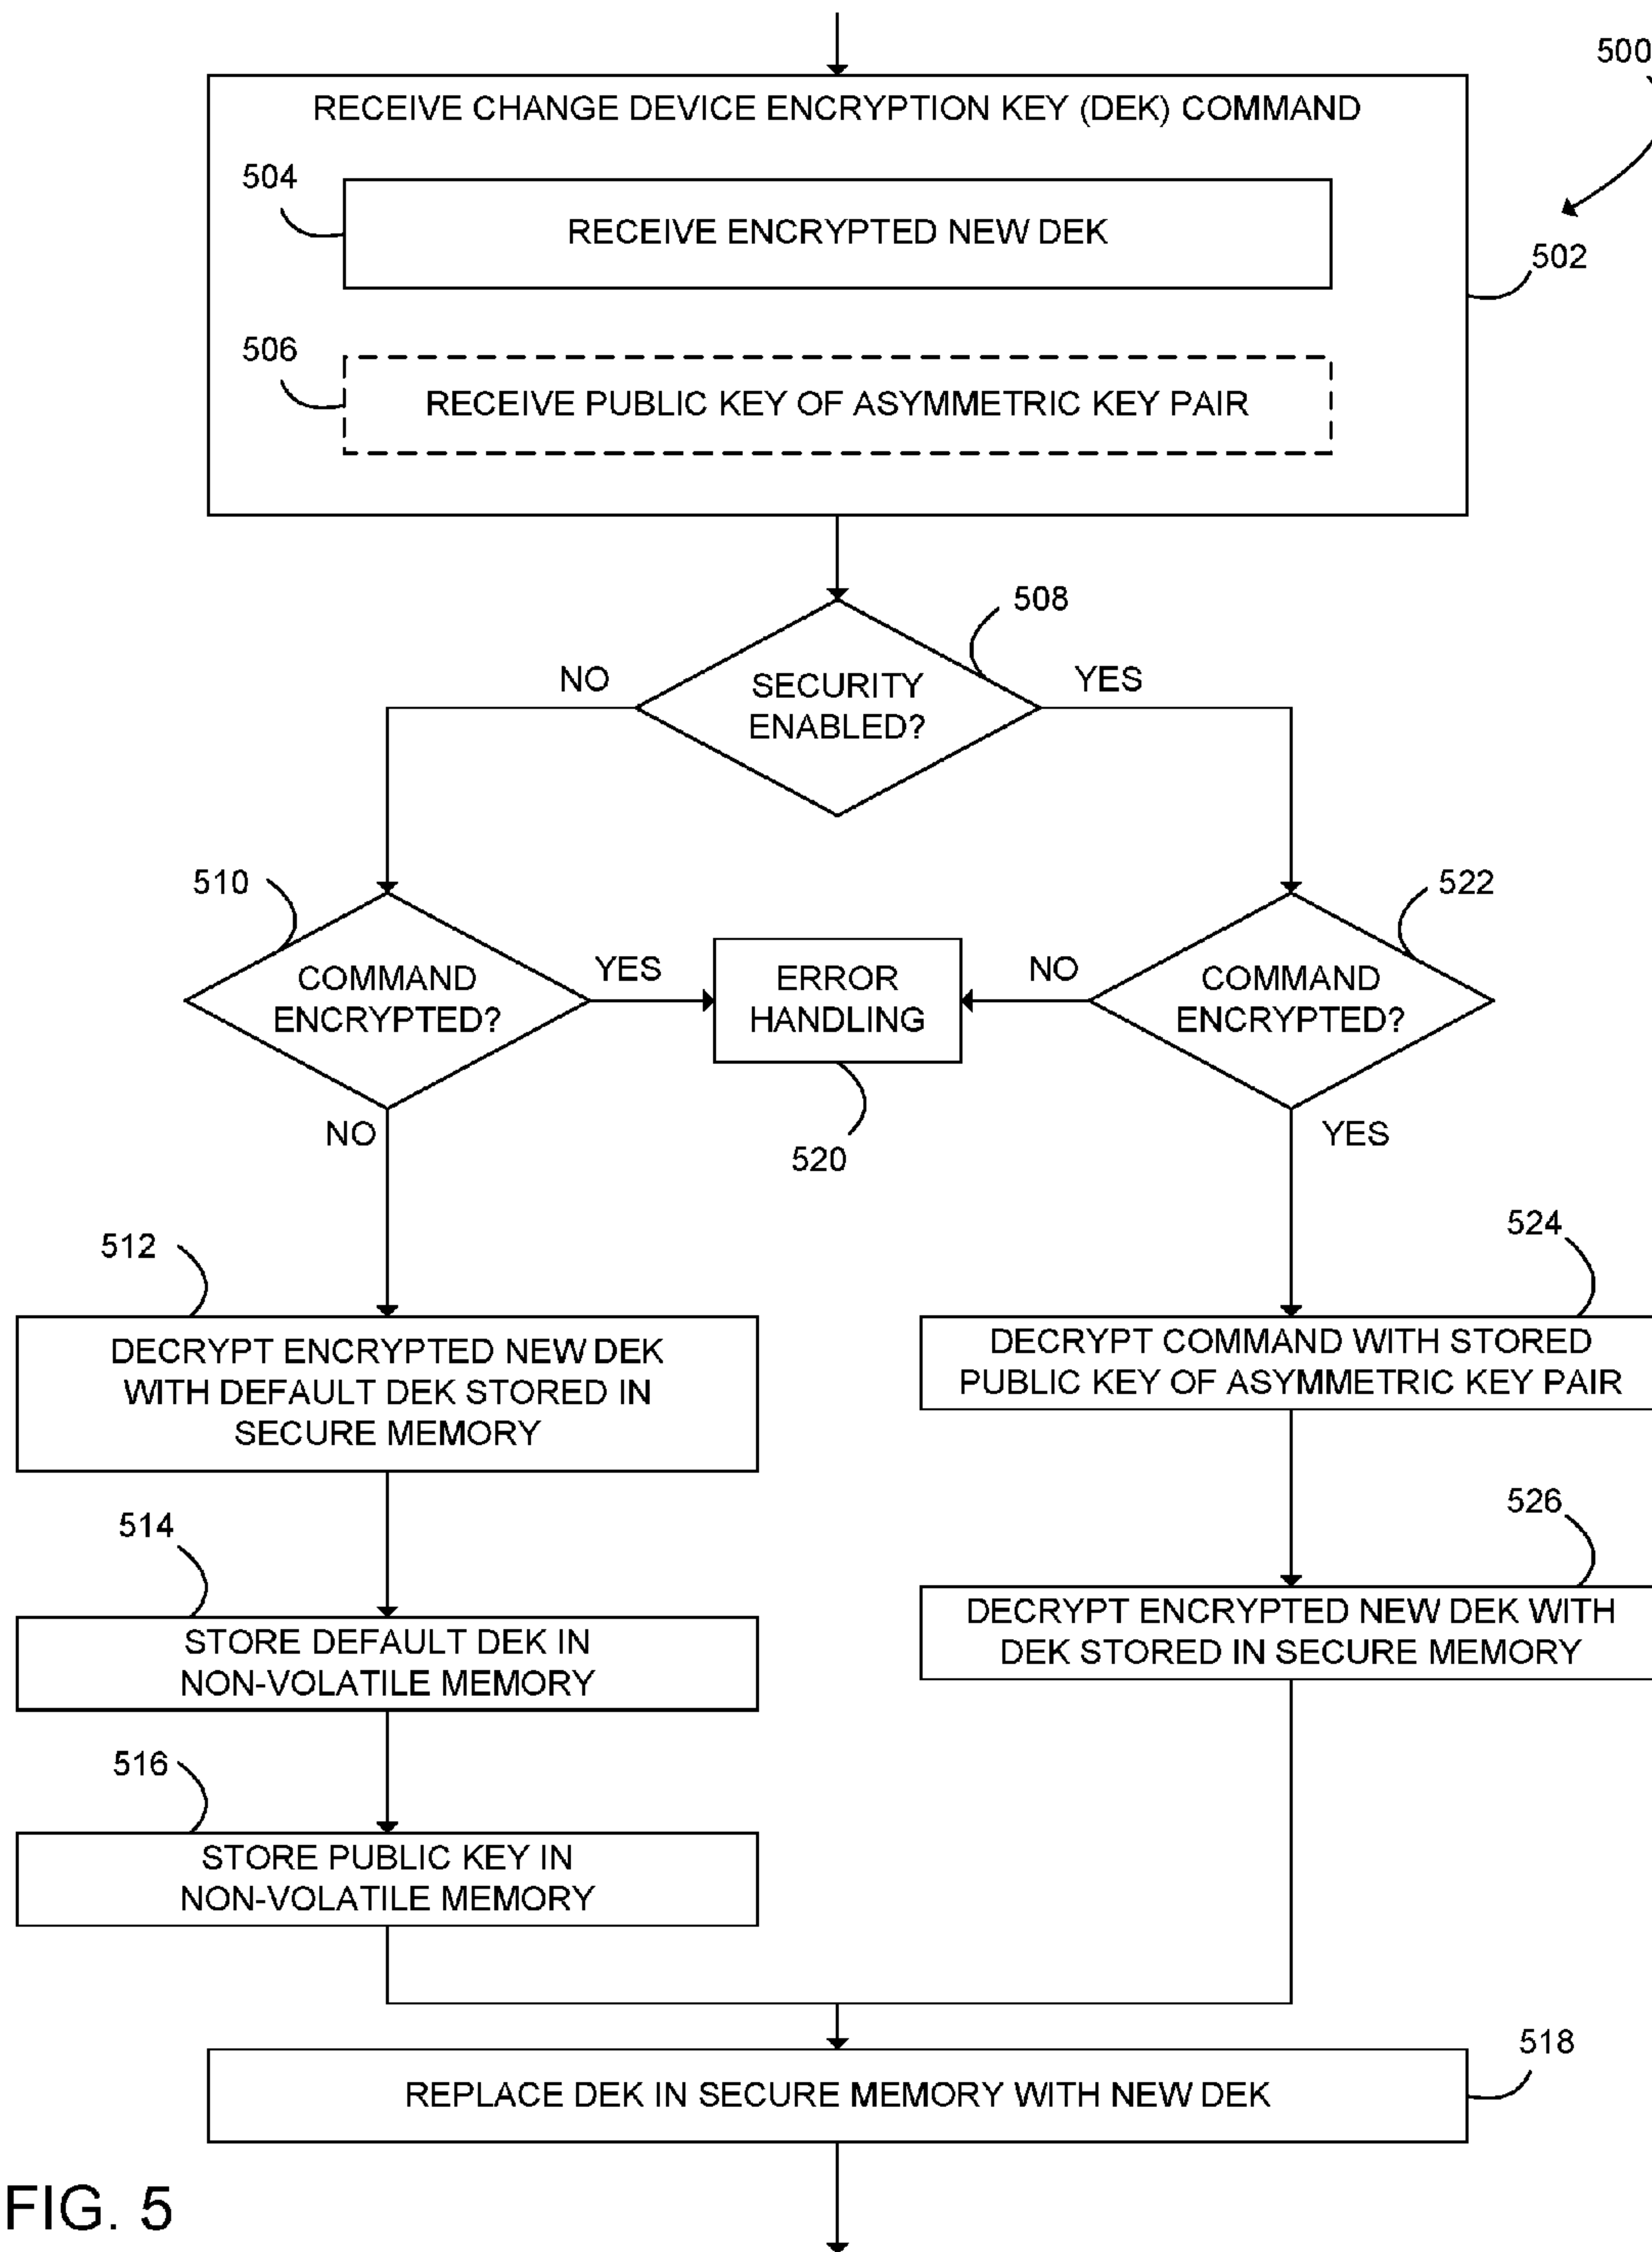 500
RECEIVE CHANGE DEVICE ENCRYPTION KEY (DEK) COMMAND
504
RECEIVE ENCRYPTED NEW DEK
502
506
RECEIVE PUBLIC KEY OF ASYMMETRIC KEY PAIR
508
NO
SECURITY
ENABLED?
YES
510
522
COMMAND
ENCRYPTED?
YES
ERROR
HANDLING
NO
COMMAND
ENCRYPTED?
NO
520
YES
512
524
DECRYPT ENCRYPTED NEW DEK
WITH DEFAULT DEK STORED IN
SECURE MEMORY
DECRYPT COMMAND WITH STORED
PUBLIC KEY OF ASYMMETRIC KEY PAIR
514
526
STORE DEFAULT DEK IN
NON-VOLATILE MEMORY
DECRYPT ENCRYPTED NEW DEK WITH
DEK STORED IN SECURE MEMORY
516
STORE PUBLIC KEY IN
NON-VOLATILE MEMORY
518
REPLACE DEK IN SECURE MEMORY WITH NEW DEK
FIG. 5